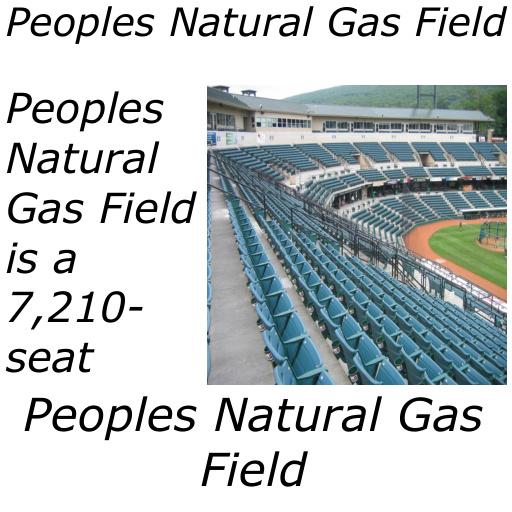 Peoples Natural Gas Field
Peoples
Natural
Gas Field
is a
7,210-
seat
Peoples Natural Gas
Field